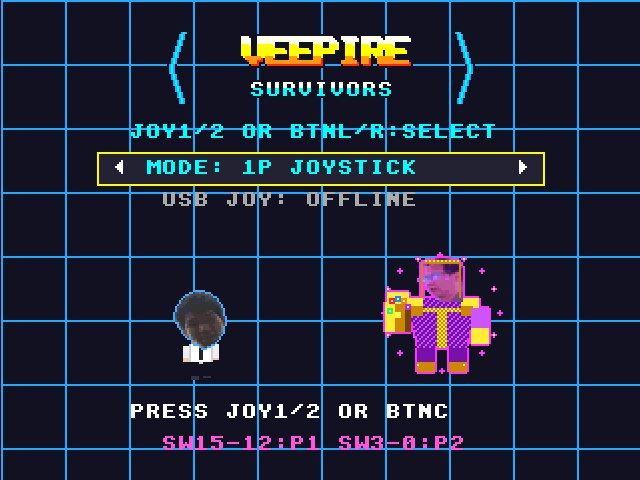 VEEPIRE
SURVIVORS
JOY1/2 OR BTNL/R:SELECT
MODE: 1P JOYSTICK
USB JOY: OFFLINE
PRESS JOY1/2 OR BTNC
SW15-12:P1 SW3-0:P2